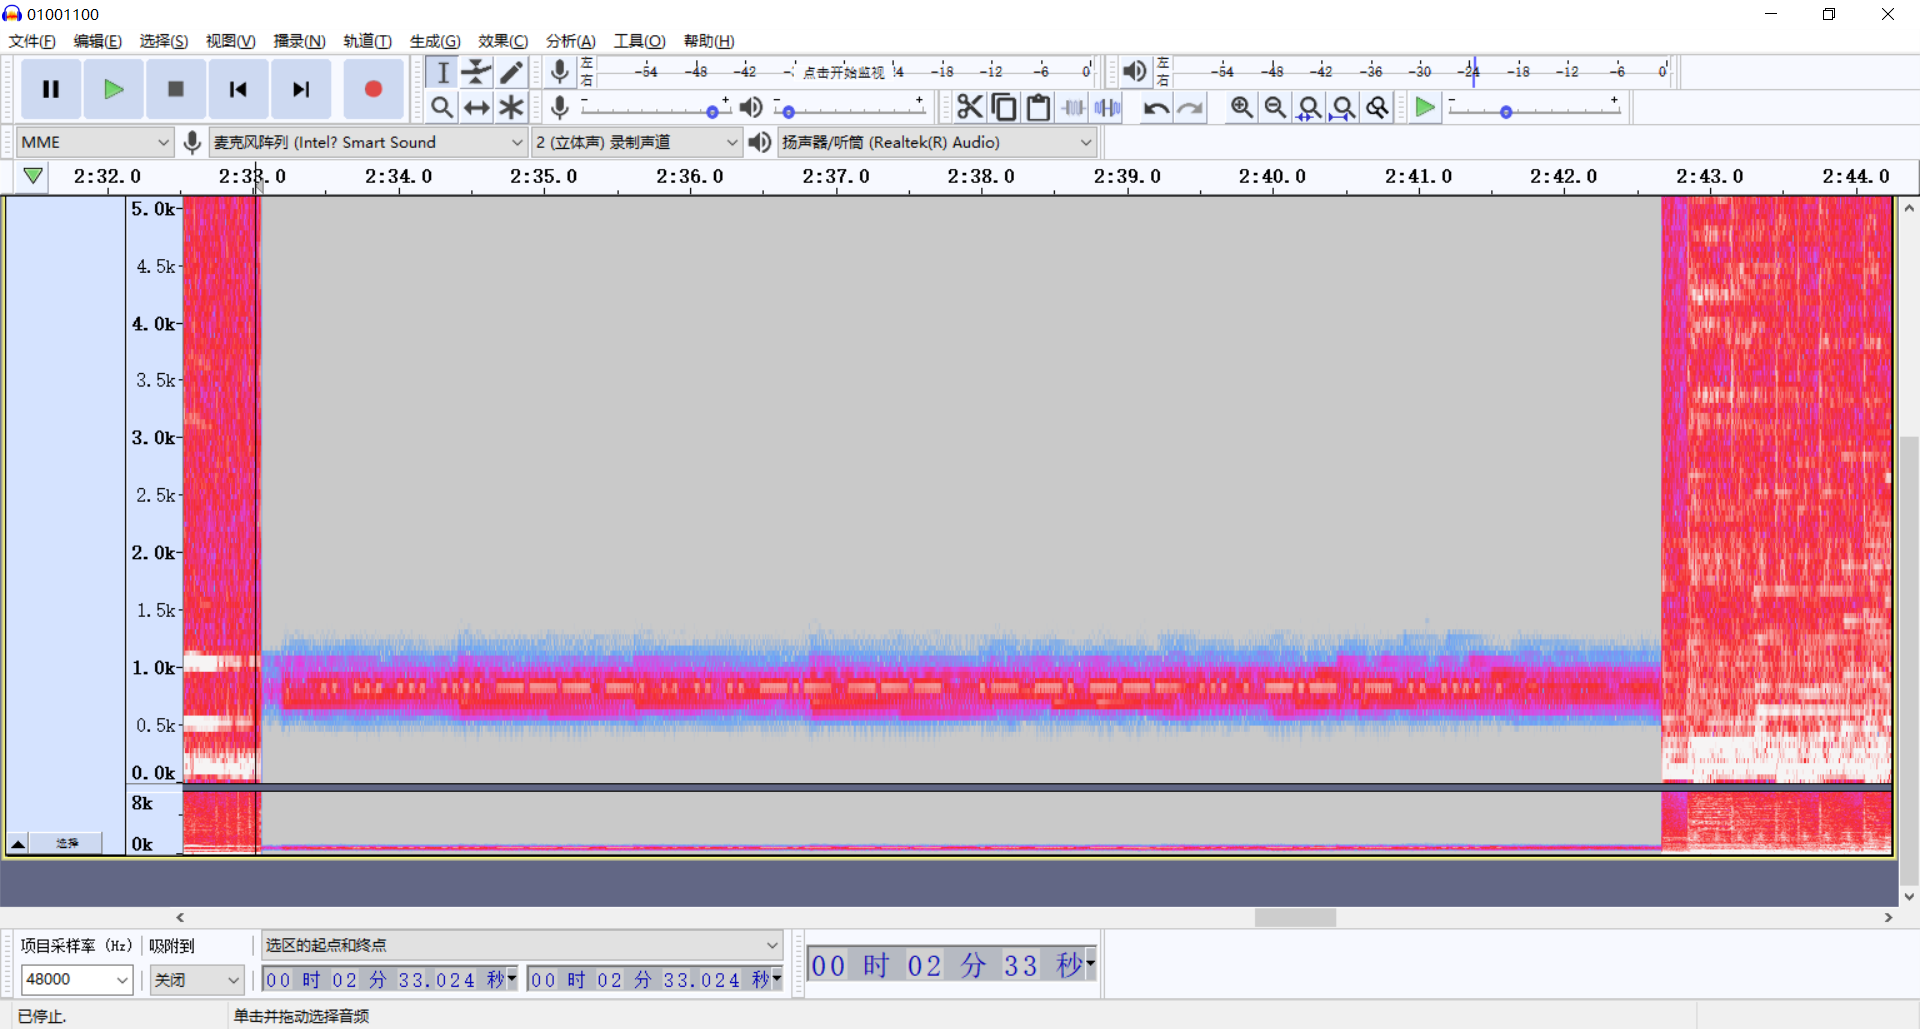 01001100
文件(F) 编辑(E) 选择(S) 视图(V) 播录(N) 轨道(T) 生成(G) 效果(C) 分析(A) 工具(O) 帮助(H)
左 -54 -48 -42 点击开始监视 -18 -12 -6 0 左 -54 -48 -42 -36 -30 -24 -18 -12 -6 0
右 右
- + - + - +
MME 麦克风阵列 (Intel? Smart Sound 2 (立体声) 录制声道 扬声器/听筒 (Realtek(R) Audio)
2:32.0 2:33.0 2:34.0 2:35.0 2:36.0 2:37.0 2:38.0 2:39.0 2:40.0 2:41.0 2:42.0 2:43.0 2:44.0
5.0k
4.5k
4.0k
3.5k
3.0k
2.5k
2.0k
1.5k
1.0k
0.5k
0.0k
8k
0k
选择
项目采样率 (Hz) 吸附到 选区的起点和终点
48000 关闭 00 时 02 分 33.024 秒 00 时 02 分 33.024 秒 00 时 02 分 33 秒
已停止. 单击并拖动选择音频